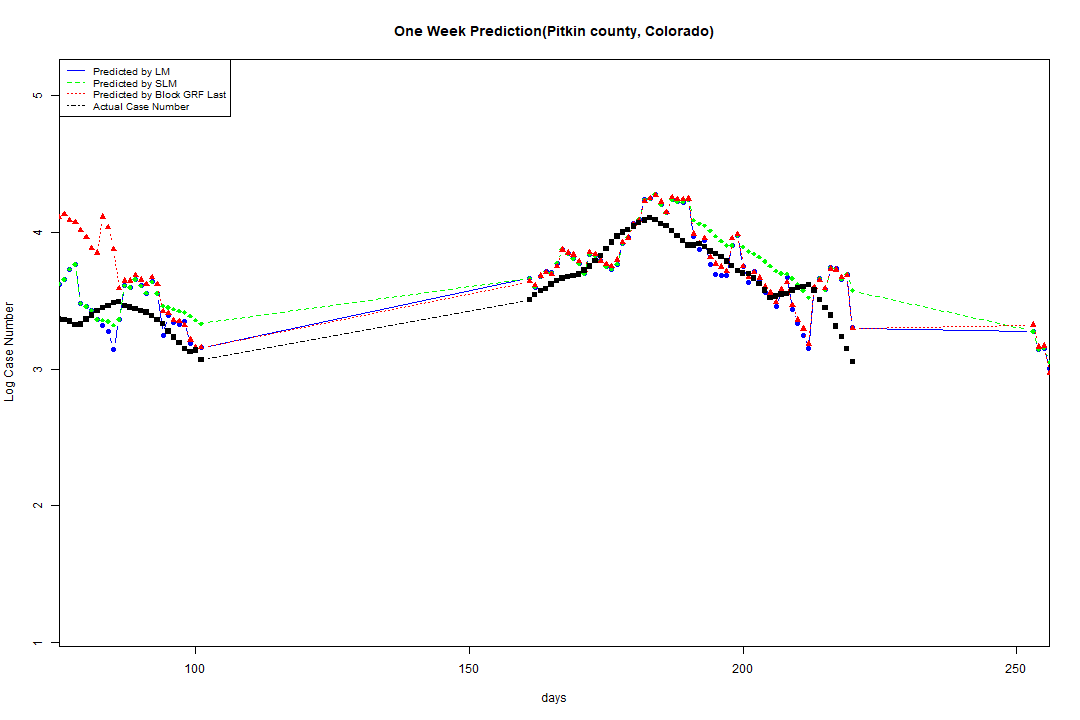 One Week Prediction(Pitkin county, Colorado)
Predicted by LM
Predicted by SLM
Predicted by Block GRF Last
Actual Case Number
5
4
3
2
1
Log Case Number
100
150
200
250
days